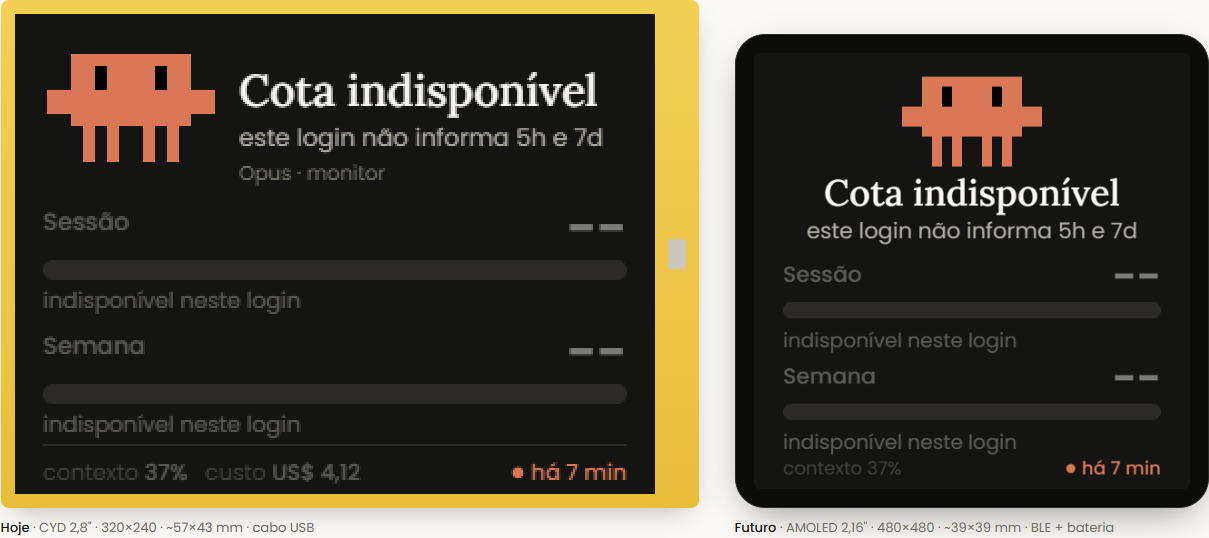 Cota indisponível
este login não informa 5h e 7d
Opus · monitor
Sessão --
indisponível neste login
Semana --
indisponível neste login
contexto 37% custo US$ 4,12 ● há 7 min
Hoje · CYD 2,8" · 320×240 · ~57×43 mm · cabo USB
Cota indisponível
este login não informa 5h e 7d
Sessão --
indisponível neste login
Semana --
indisponível neste login
contexto 37% ● há 7 min
Futuro · AMOLED 2,16" · 480×480 · ~39×39 mm · BLE + bateria